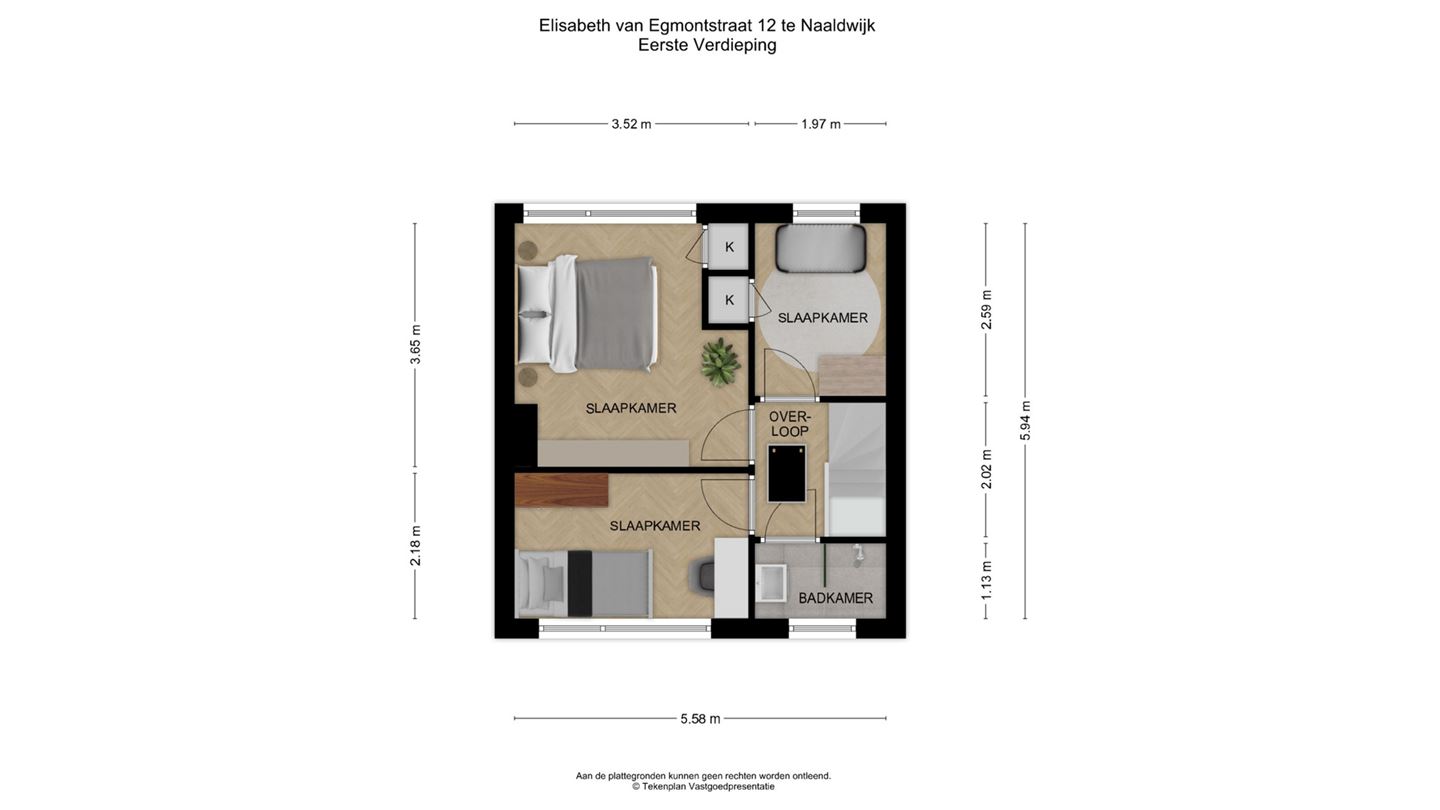 Elisabeth van Egmontstraat 12 te Naaldwijk
Eerste Verdieping
3.52 m
1.97 m
K
K
SLAAPKAMER
2.59 m
3.65 m
SLAAPKAMER
OVER-
LOOP
5.94 m
2.02 m
SLAAPKAMER
2.18 m
1.13 m
BADKAMER
5.58 m
Aan de plattegronden kunnen geen rechten worden ontleend.
© Tekenplan Vastgoedpresentatie